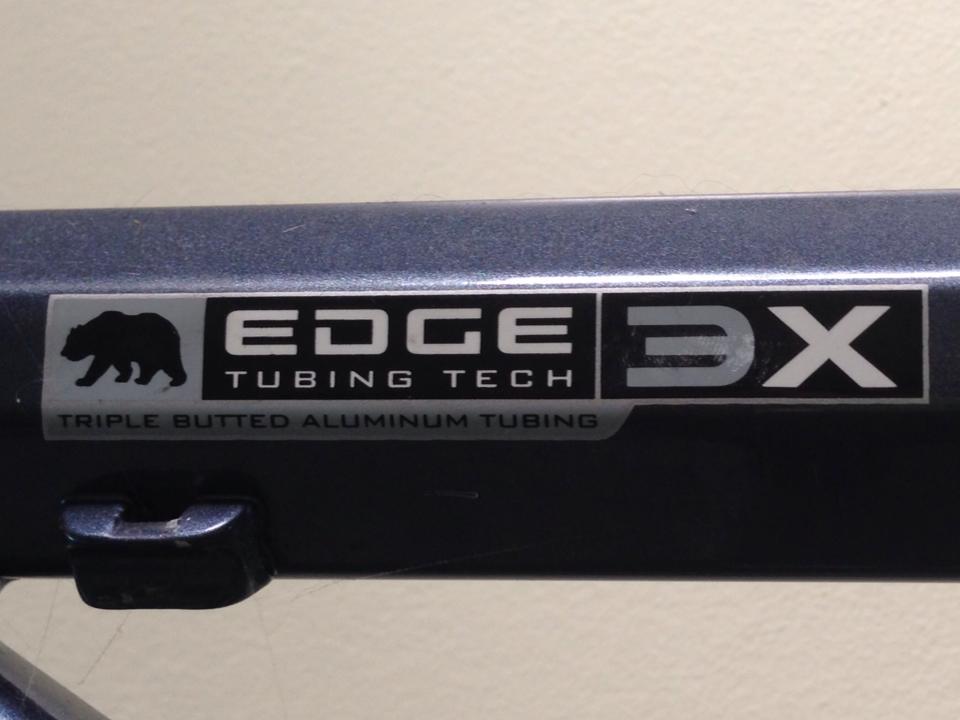 EDGE 3X
TUBING TECH
TRIPLE BUTTED ALUMINUM TUBING